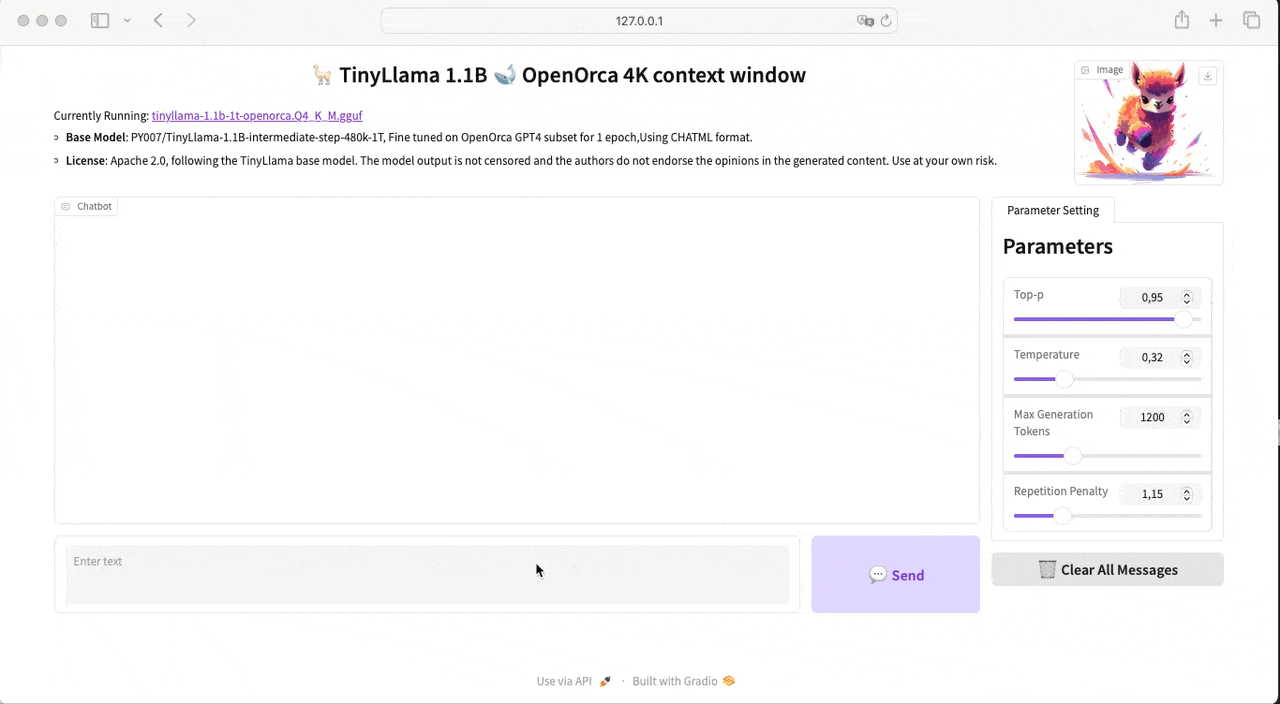 127.0.0.1
🦙 TinyLlama 1.1B 🐋 OpenOrca 4K context window
Image
Currently Running: tinyllama-1.1b-1t-openorca.Q4_K_M.gguf
Base Model: PY007/TinyLlama-1.1B-intermediate-step-480k-1T, Fine tuned on OpenOrca GPT4 subset for 1 epoch,Using CHATML format.
License: Apache 2.0, following the TinyLlama base model. The model output is not censored and the authors do not endorse the opinions in the generated content. Use at your own risk.
Chatbot
Parameter Setting
Parameters
Top-p 0,95
Temperature 0,32
Max Generation
Tokens
1200
Repetition Penalty 1,15
Enter text
💬 Send
🗑️ Clear All Messages
Use via API 🚀 · Built with Gradio